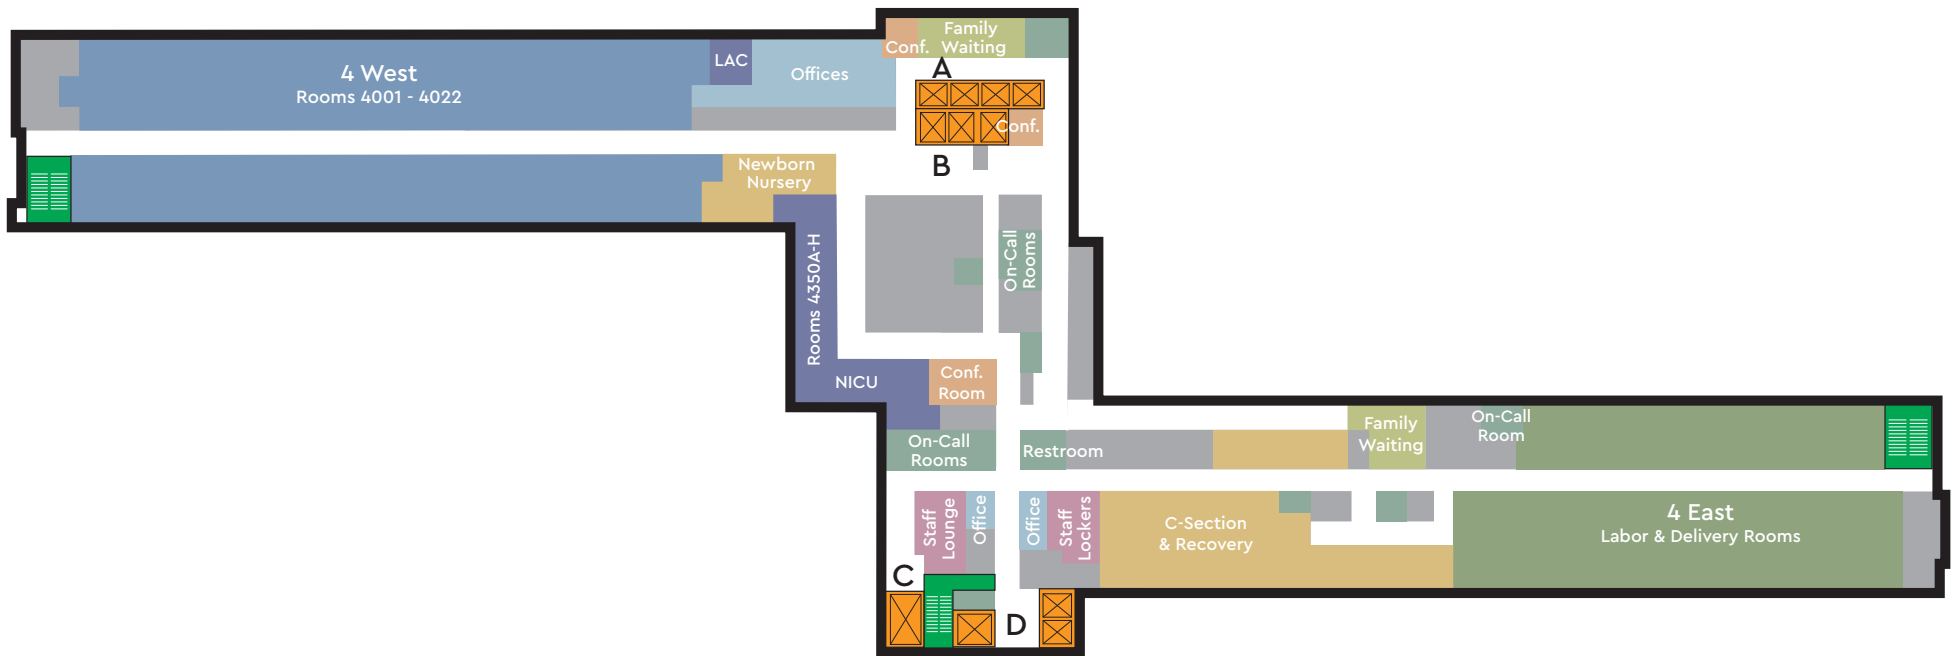 Family
Conf. Waiting
4 West
Rooms 4001 - 4022
LAC
Offices
A
Conf.
B
Newborn
Nursery
Rooms 4350A-H
On-Call
Rooms
NICU
Conf.
Room
On-Call
Rooms
Restroom
Family
Waiting
On-Call
Room
Staff
Lounge
Office
Office
Staff
Lockers
C-Section
& Recovery
4 East
Labor & Delivery Rooms
C
D